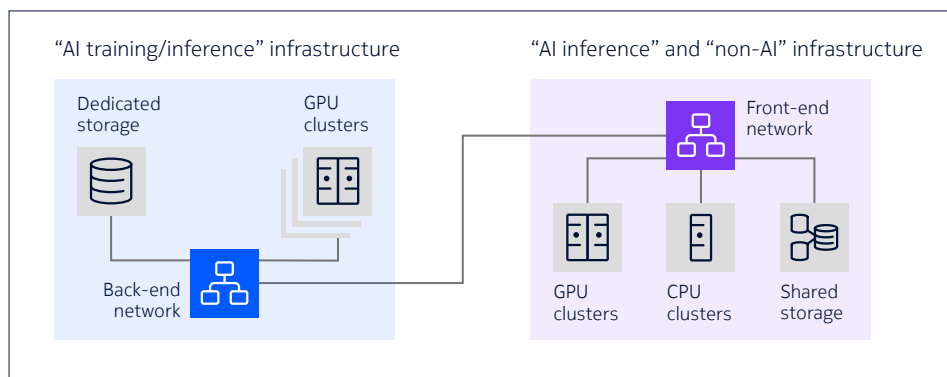 “AI training/inference” infrastructure
Dedicated
storage
GPU
clusters
Back-end
network
“AI inference” and “non-AI” infrastructure
Front-end
network
GPU
clusters
CPU
clusters
Shared
storage